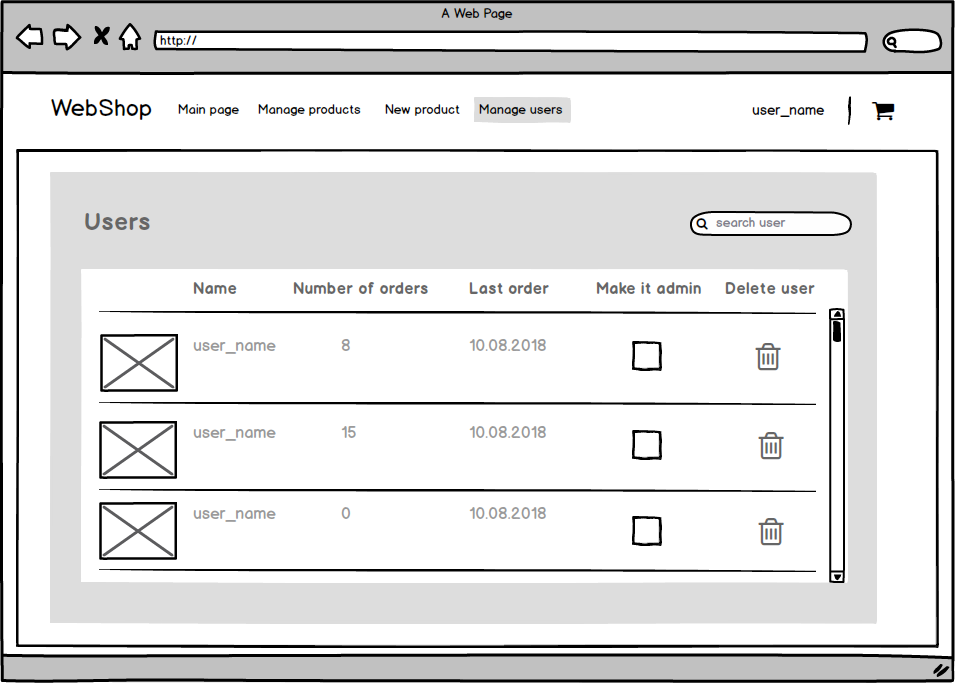 A Web Page
http://
WebShop Main page Manage products New product Manage users user_name
Users search user
Name Number of orders Last order Make it admin Delete user
user_name 8 10.08.2018
user_name 15 10.08.2018
user_name 0 10.08.2018